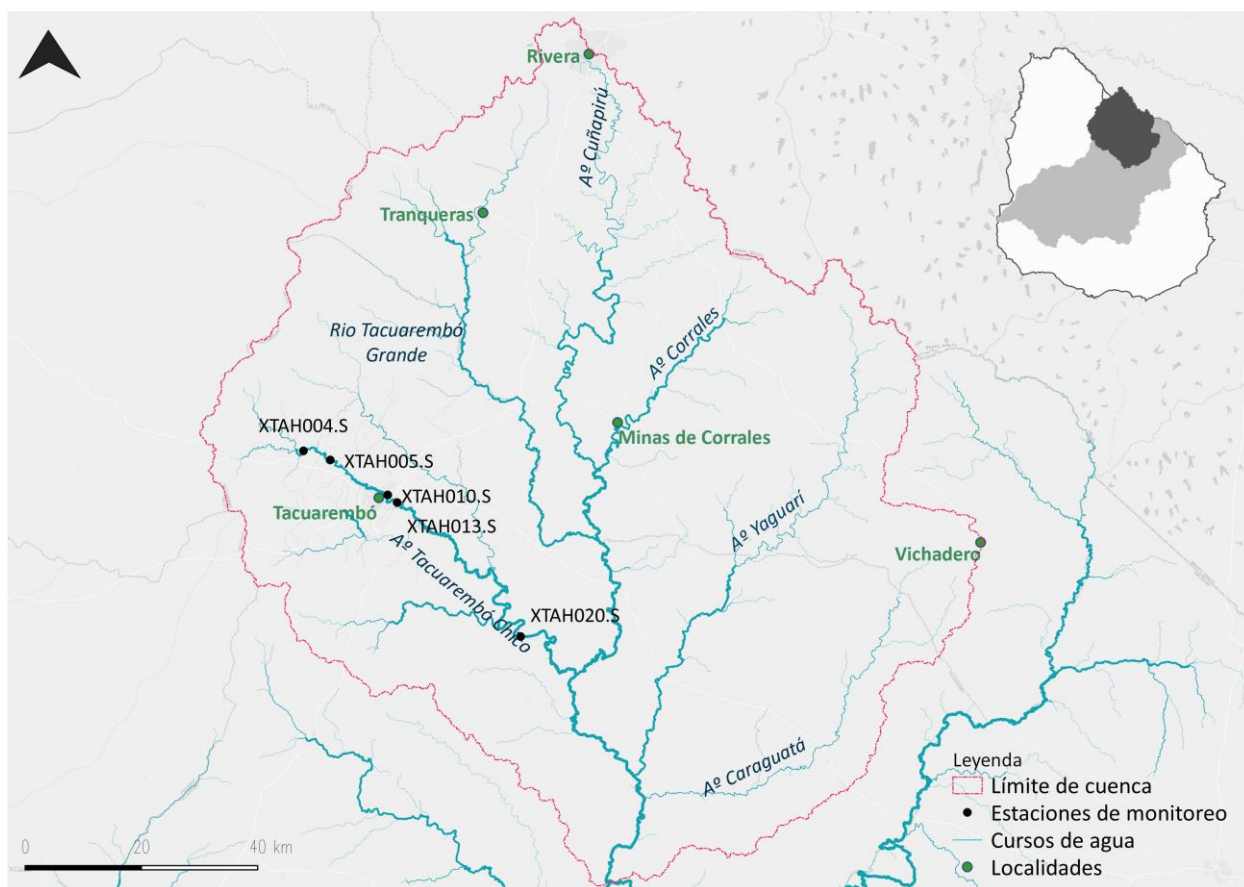 Rivera
Aº Cuñapirú
Tranqueras
Rio Tacuarembó
Grande
Aº Corrales
XTAH004.S
Minas de Corrales
XTAH005.S
XTAH010.S
Tacuarembó
XTAH013.S
Aº Yaguarí
Vichadero
Aº Tacuarembó Chico
XTAH020.S
Aº Caraguatá
Leyenda
Límite de cuenca
Estaciones de monitoreo
Cursos de agua
Localidades
0 20 40 km